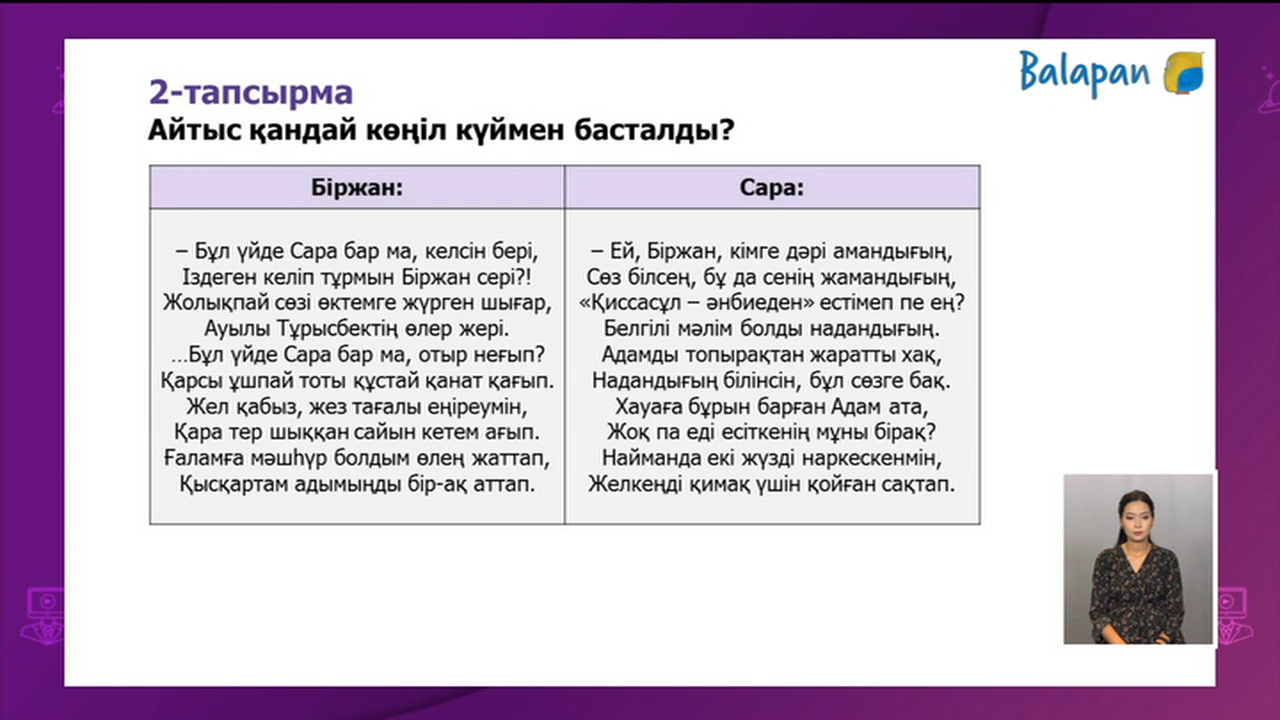 Balapan
2-тапсырма
Айтыс қандай көңіл күймен басталды?
Біржан:
– Бұл үйде Сара бар ма, келсін бері,
Іздеген келіп тұрмын Біржан сері?!
Жолықпай сөзі өктемге жүрген шығар,
Ауылы Тұрысбектің өлер жері.
...Бұл үйде Сара бар ма, отыр неғып?
Қарсы ұшпай тоты құстай қанат қағып.
Жел қабыз, жез тағалы еңіреумін,
Қара тер шыққан сайын кетем ағып.
Ғаламға мәшһүр болдым өлең жаттап,
Қысқартам адымыңды бір-ақ аттап.
Сара:
– Ей, Біржан, кімге дәрі амандығың,
Сөз білсең, бұ да сенің жамандығың,
«Қиссасұл – әнбиеден» естімеп пе ең?
Белгілі мәлім болды надандығың.
Адамды топырақтан жаратты хақ,
Надандығың білінсін, бұл сөзге бақ.
Хауаға бұрын барған Адам ата,
Жоқ па еді есіткенің мұны бірақ?
Найманда екі жүзді наркескенмін,
Желкеңді қимақ үшін қойған сақтап.